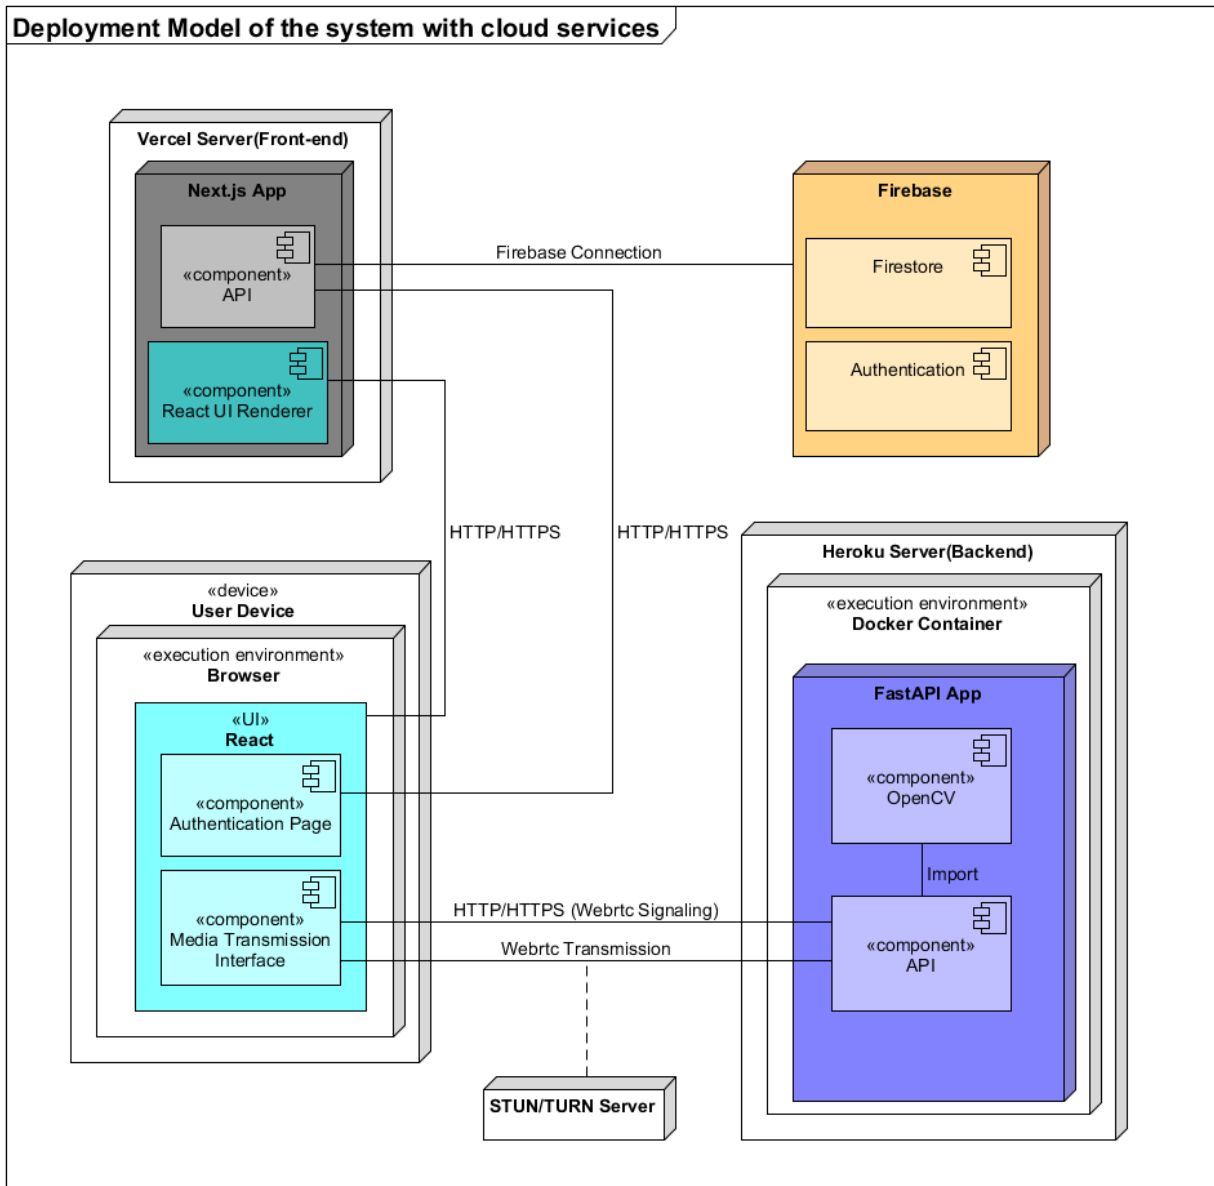 Deployment Model of the system with cloud services
Vercel Server(Front-end)
Next.js App
«component»
API
«component»
React UI Renderer
Firebase Connection
Firebase
Firestore
Authentication
HTTP/HTTPS
HTTP/HTTPS
«device»
User Device
«execution environment»
Browser
«UI»
React
«component»
Authentication Page
«component»
Media Transmission
Interface
HTTP/HTTPS (Webrtc Signaling)
Webrtc Transmission
STUN/TURN Server
Heroku Server(Backend)
«execution environment»
Docker Container
FastAPI App
«component»
OpenCV
Import
«component»
API